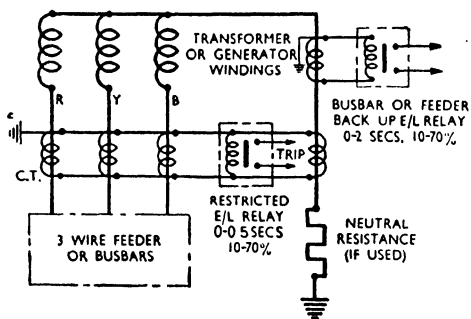 TRANSFORMER
OR GENERATOR
WINDINGS
R
Y
B
BUSBAR OR FEEDER
BACK UP E/L RELAY
0-2 SECS, 10-70%
C.T.
TRIP
RESTRICTED
E/L RELAY
0-0 5SECS
10-70%
3 WIRE FEEDER
OR BUSBARS
NEUTRAL
RESISTANCE
(IF USED)